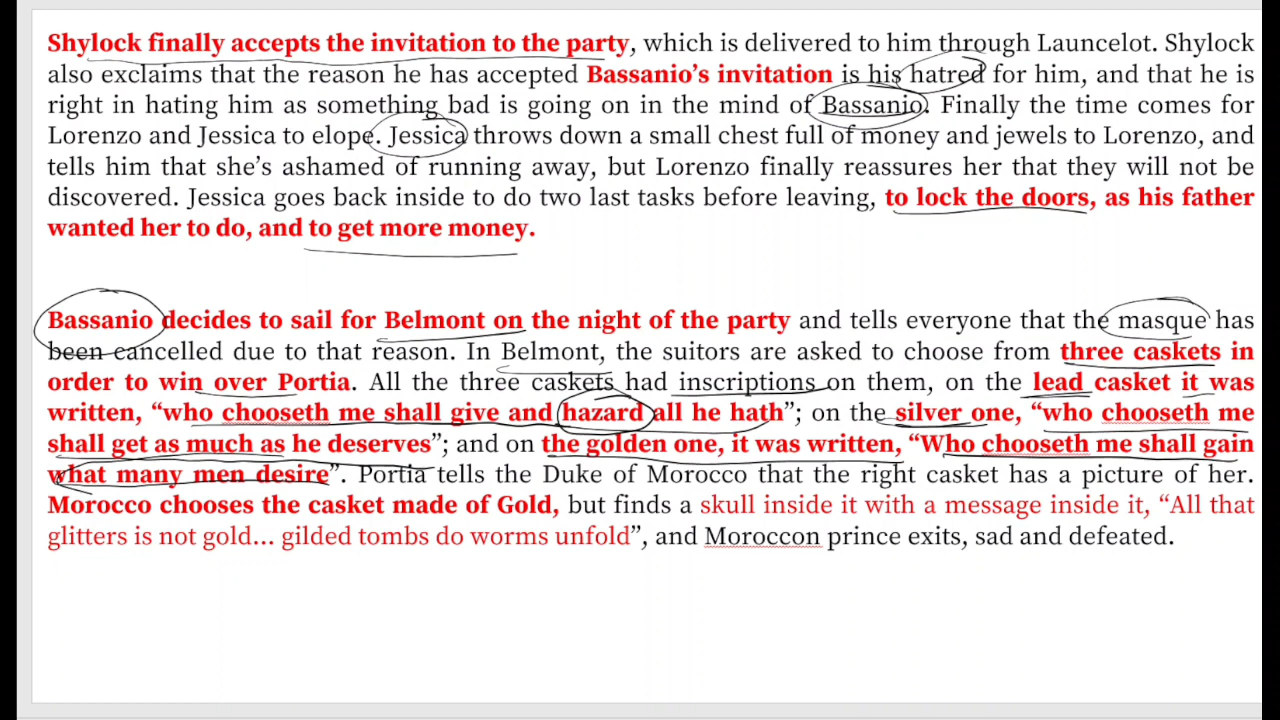 Shylock finally accepts the invitation to the party, which is delivered to him through Launcelot. Shylock
also exclaims that the reason he has accepted Bassanio’s invitation is his hatred for him, and that he is
right in hating him as something bad is going on in the mind of Bassanio. Finally the time comes for
Lorenzo and Jessica to elope. Jessica throws down a small chest full of money and jewels to Lorenzo, and
tells him that she’s ashamed of running away, but Lorenzo finally reassures her that they will not be
discovered. Jessica goes back inside to do two last tasks before leaving, to lock the doors, as his father
wanted her to do, and to get more money.
Bassanio decides to sail for Belmont on the night of the party and tells everyone that the masque has
been cancelled due to that reason. In Belmont, the suitors are asked to choose from three caskets in
order to win over Portia. All the three caskets had inscriptions on them, on the lead casket it was
written, “who chooseth me shall give and hazard all he hath”; on the silver one, “who chooseth me
shall get as much as he deserves”; and on the golden one, it was written, “Who chooseth me shall gain
what many men desire”. Portia tells the Duke of Morocco that the right casket has a picture of her.
Morocco chooses the casket made of Gold, but finds a skull inside it with a message inside it, “All that
glitters is not gold... gilded tombs do worms unfold”, and Moroccon prince exits, sad and defeated.